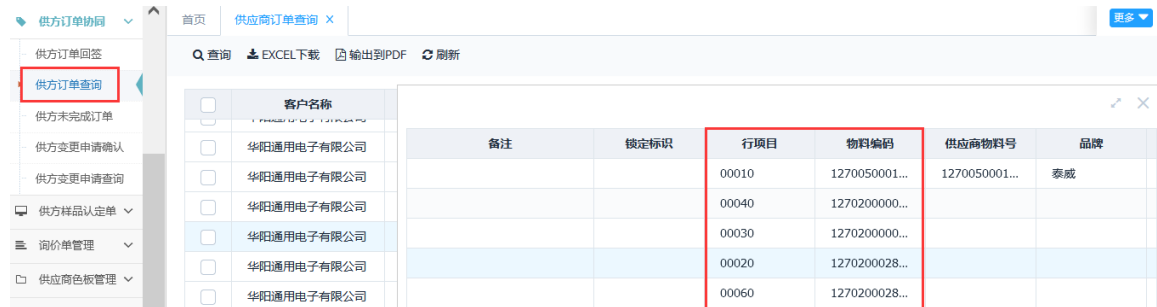 供方订单协同
首页 供应商订单查询 X
更多
供方订单回签
查询 EXCEL下载 输出到PDF 刷新
供方订单查询
客户名称
供方未完成订单
备注 锁定标识 行项目 物料编码 供应商物料号 品牌
供方变更申请确认
华阳通用电子有限公司
00010 1270050001... 1270050001... 泰威
供方变更申请查询
华阳通用电子有限公司
00040 1270200000...
供方样品认定单
华阳通用电子有限公司
00030 1270200000...
询价单管理
华阳通用电子有限公司
00020 1270200028...
供应商色板管理
华阳通用电子有限公司
华阳通用电子有限公司
00060 1270200028...